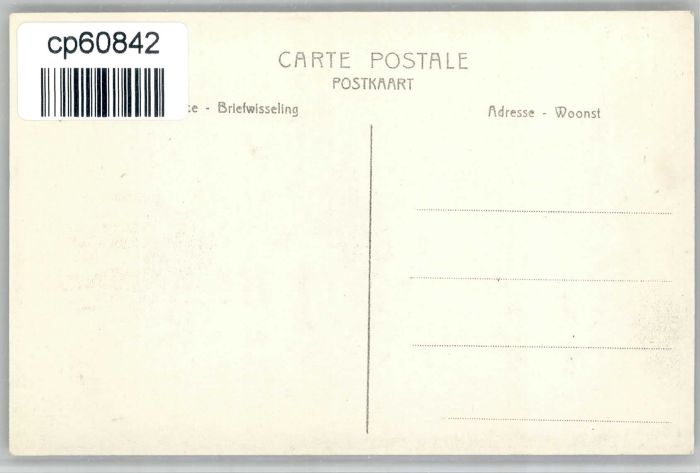 cp60842
CARTE POSTALE
POSTKAART
ce - Briefwisseling
Adresse - Woonst